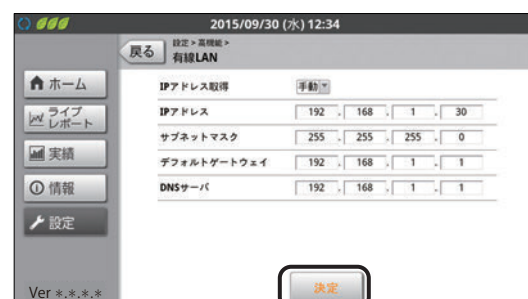 2015/09/30 (水) 12:34
戻る
設定 > 高機能 >
有線LAN
ホーム
ライブ
レポート
実績
情報
設定
Ver *.*.*.*
IPアドレス取得 手動
IPアドレス 192 . 168 . 1 . 30
サブネットマスク 255 . 255 . 255 . 0
デフォルトゲートウェイ 192 . 168 . 1 . 1
DNSサーバ 192 . 168 . 1 . 1
決定